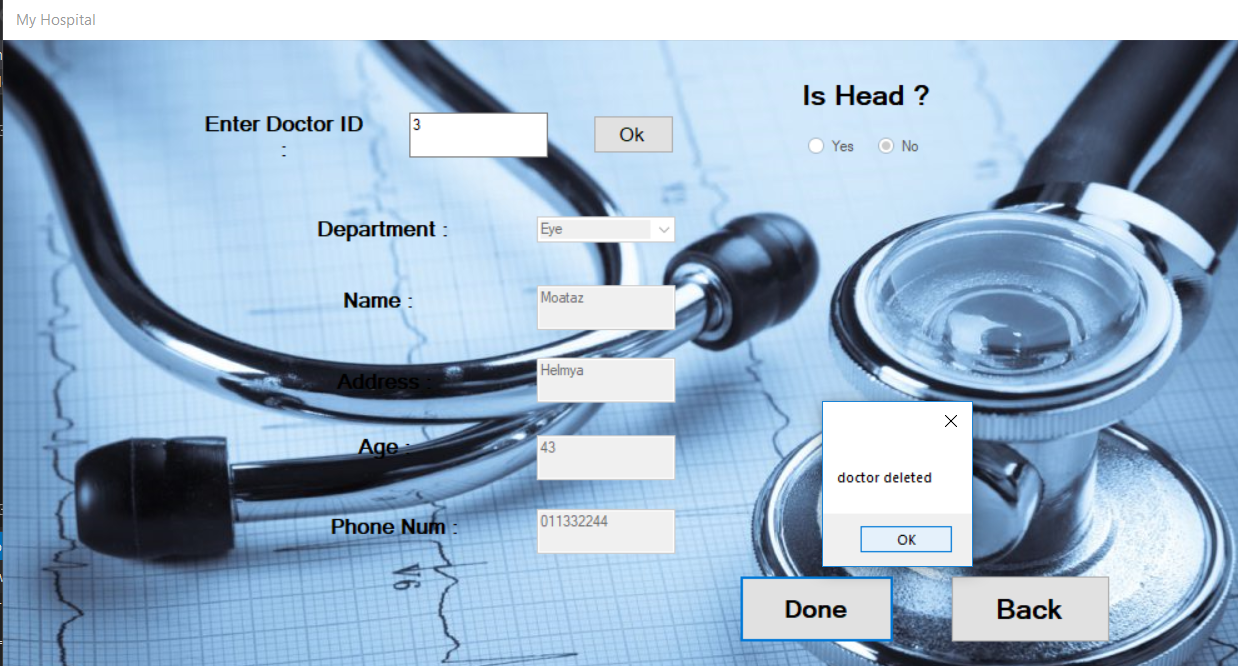 My Hospital
Is Head ?
Enter Doctor ID
:
3
Ok
Yes
No
Department :
Eye
Name :
Moataz
Address :
Helmya
Age :
43
Phone Num :
011332244
doctor deleted
OK
Done
Back
V6